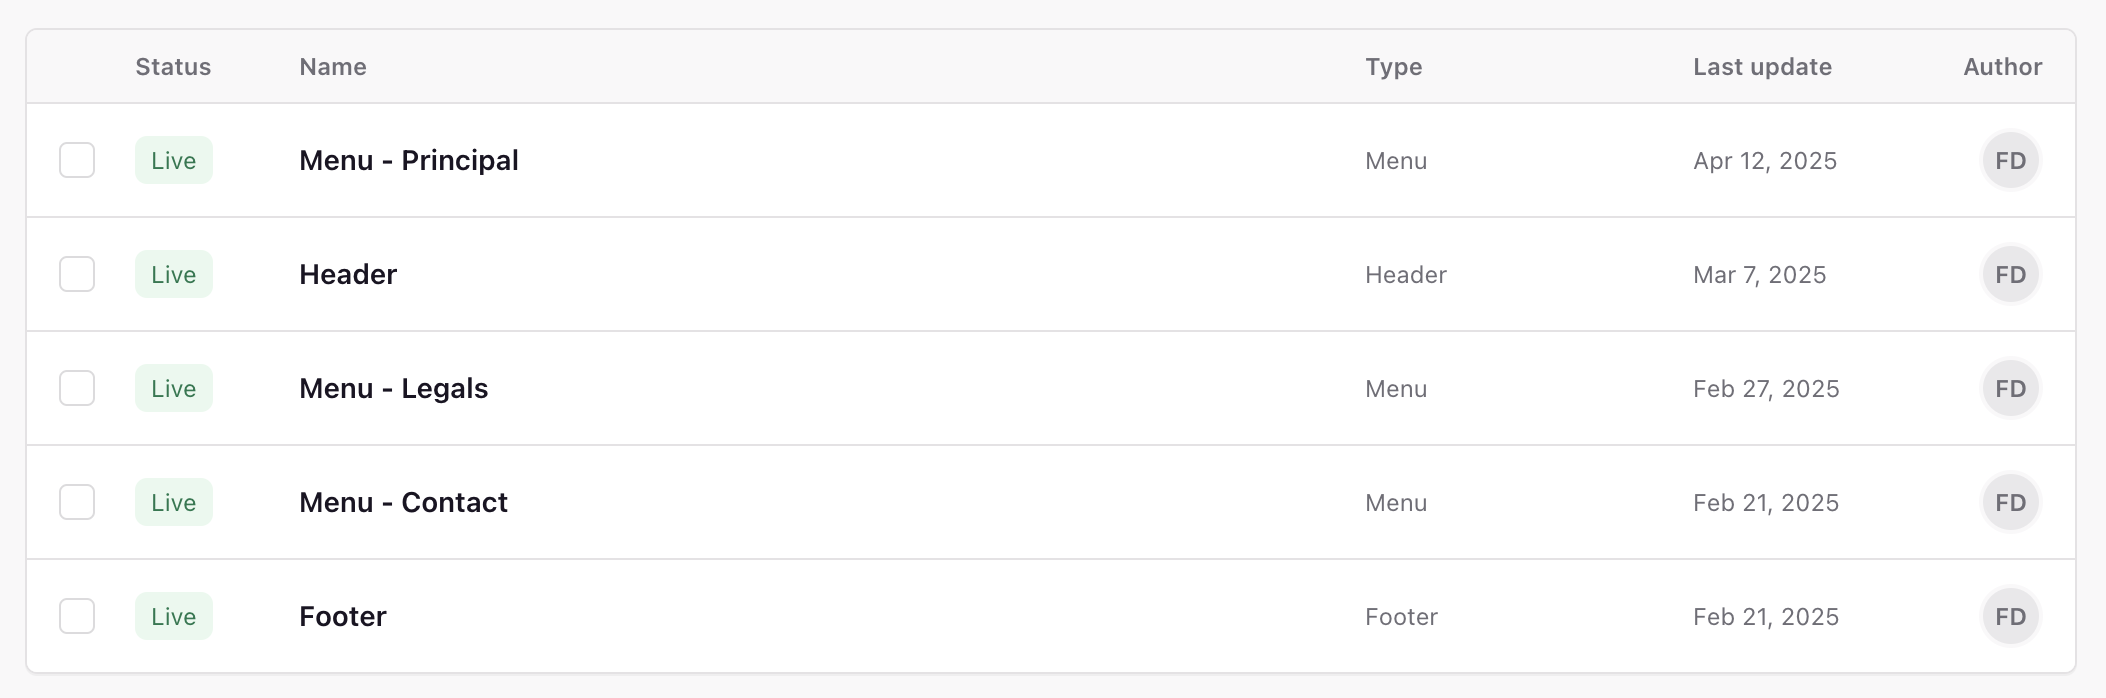 Status Name Type Last update Author
Live Menu - Principal Menu Apr 12, 2025 FD
Live Header Header Mar 7, 2025 FD
Live Menu - Legals Menu Feb 27, 2025 FD
Live Menu - Contact Menu Feb 21, 2025 FD
Live Footer Footer Feb 21, 2025 FD